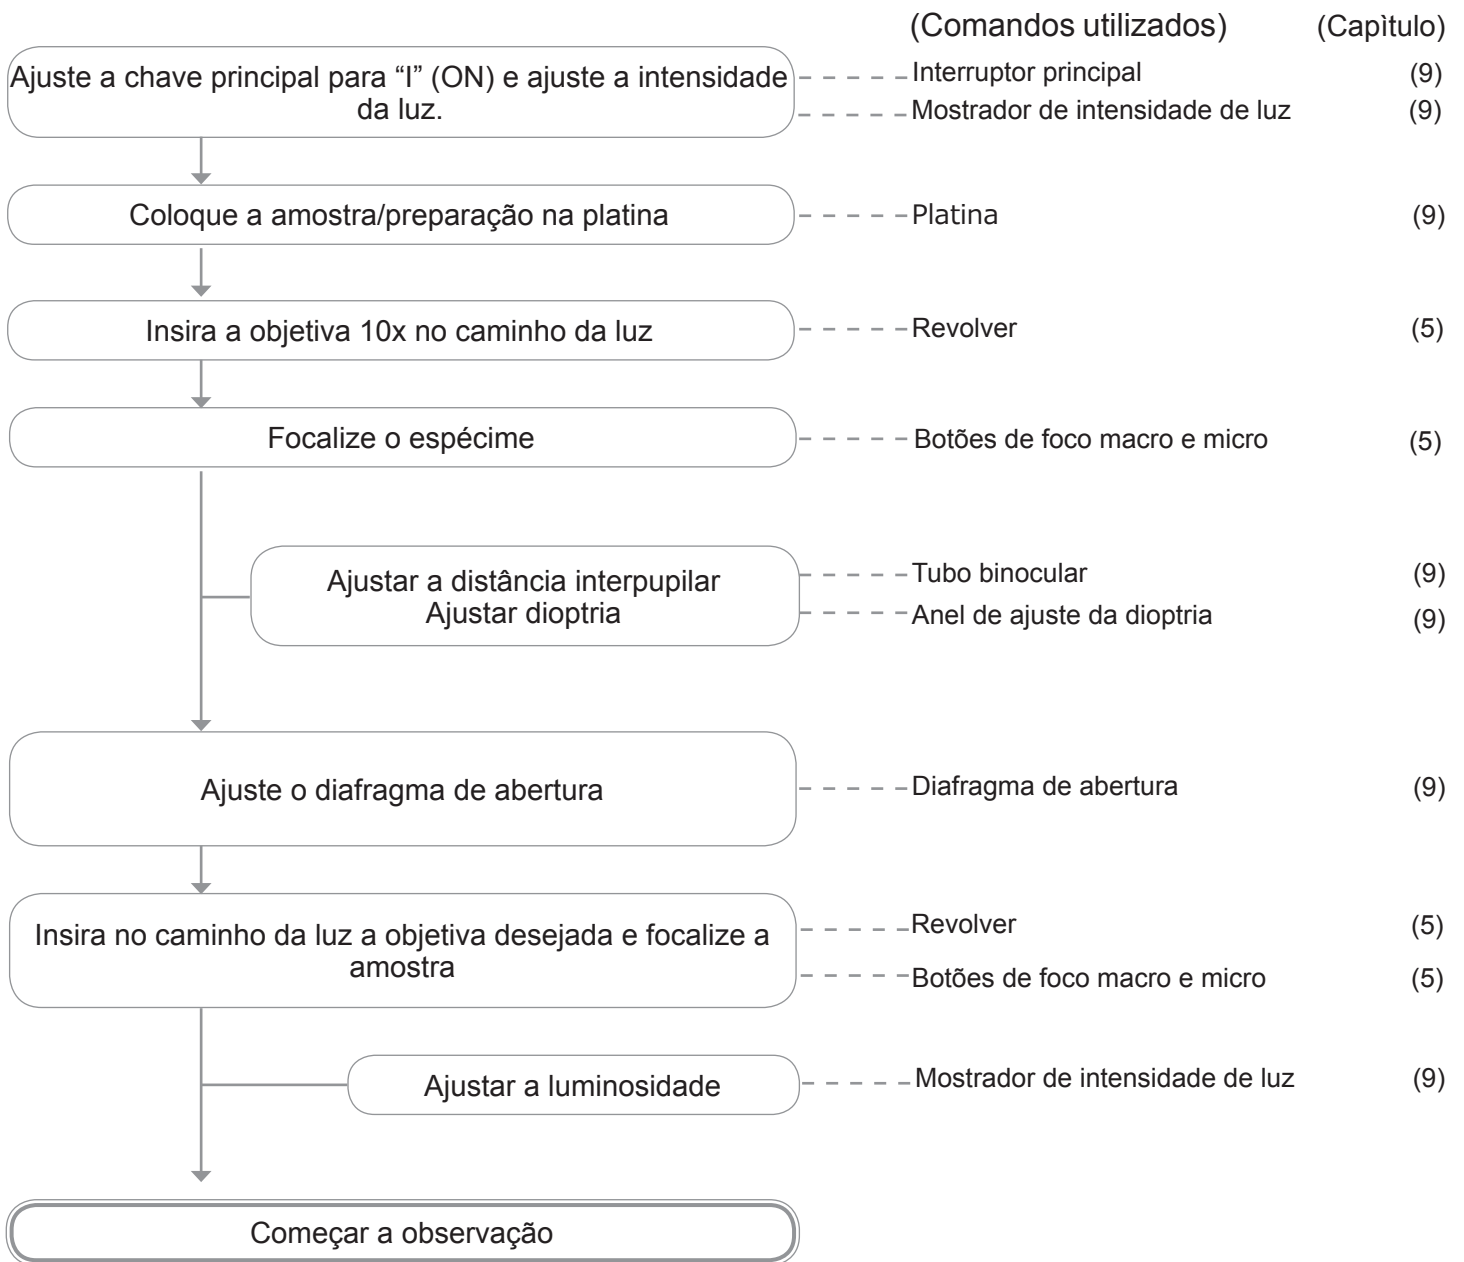 (Comandos utilizados) (Capìtulo)
Ajuste a chave principal para “I” (ON) e ajuste a intensidade
da luz.
Interruptor principal (9)
Mostrador de intensidade de luz (9)
Coloque a amostra/preparação na platina
Platina (9)
Insira a objetiva 10x no caminho da luz
Revolver (5)
Focalize o espécime
Botões de foco macro e micro (5)
Ajustar a distância interpupilar
Ajustar dioptria
Tubo binocular (9)
Anel de ajuste da dioptria (9)
Ajuste o diafragma de abertura
Diafragma de abertura (9)
Insira no caminho da luz a objetiva desejada e focalize a
amostra
Revolver (5)
Botões de foco macro e micro (5)
Ajustar a luminosidade
Mostrador de intensidade de luz (9)
Começar a observação